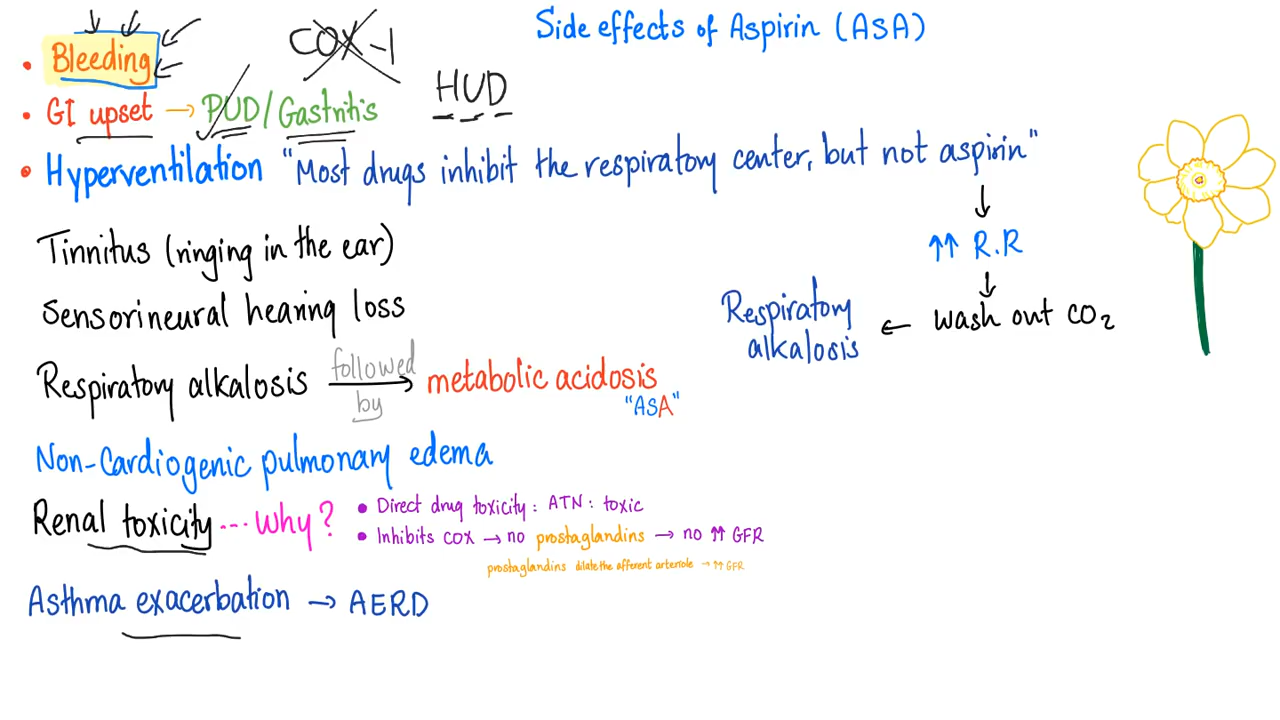 Side effects of Aspirin (ASA)
• Bleeding
COX-1
• GI upset → PUD/Gastritis
HUD
• Hyperventilation "Most drugs inhibit the respiratory center, but not aspirin"
↓
↑↑ R.R
↓
wash out CO2
← Respiratory
alkalosis
Tinnitus (ringing in the ear)
Sensorineural hearing loss
Respiratory alkalosis followed by → metabolic acidosis
"ASA"
Non-Cardiogenic pulmonary edema
Renal toxicity ... Why?
• Direct drug toxicity: ATN: toxic
• Inhibits COX → no prostaglandins → no ↑↑ GFR
prostaglandins dilate the afferent arteriole → ↑↑ GFR
Asthma exacerbation → AERD